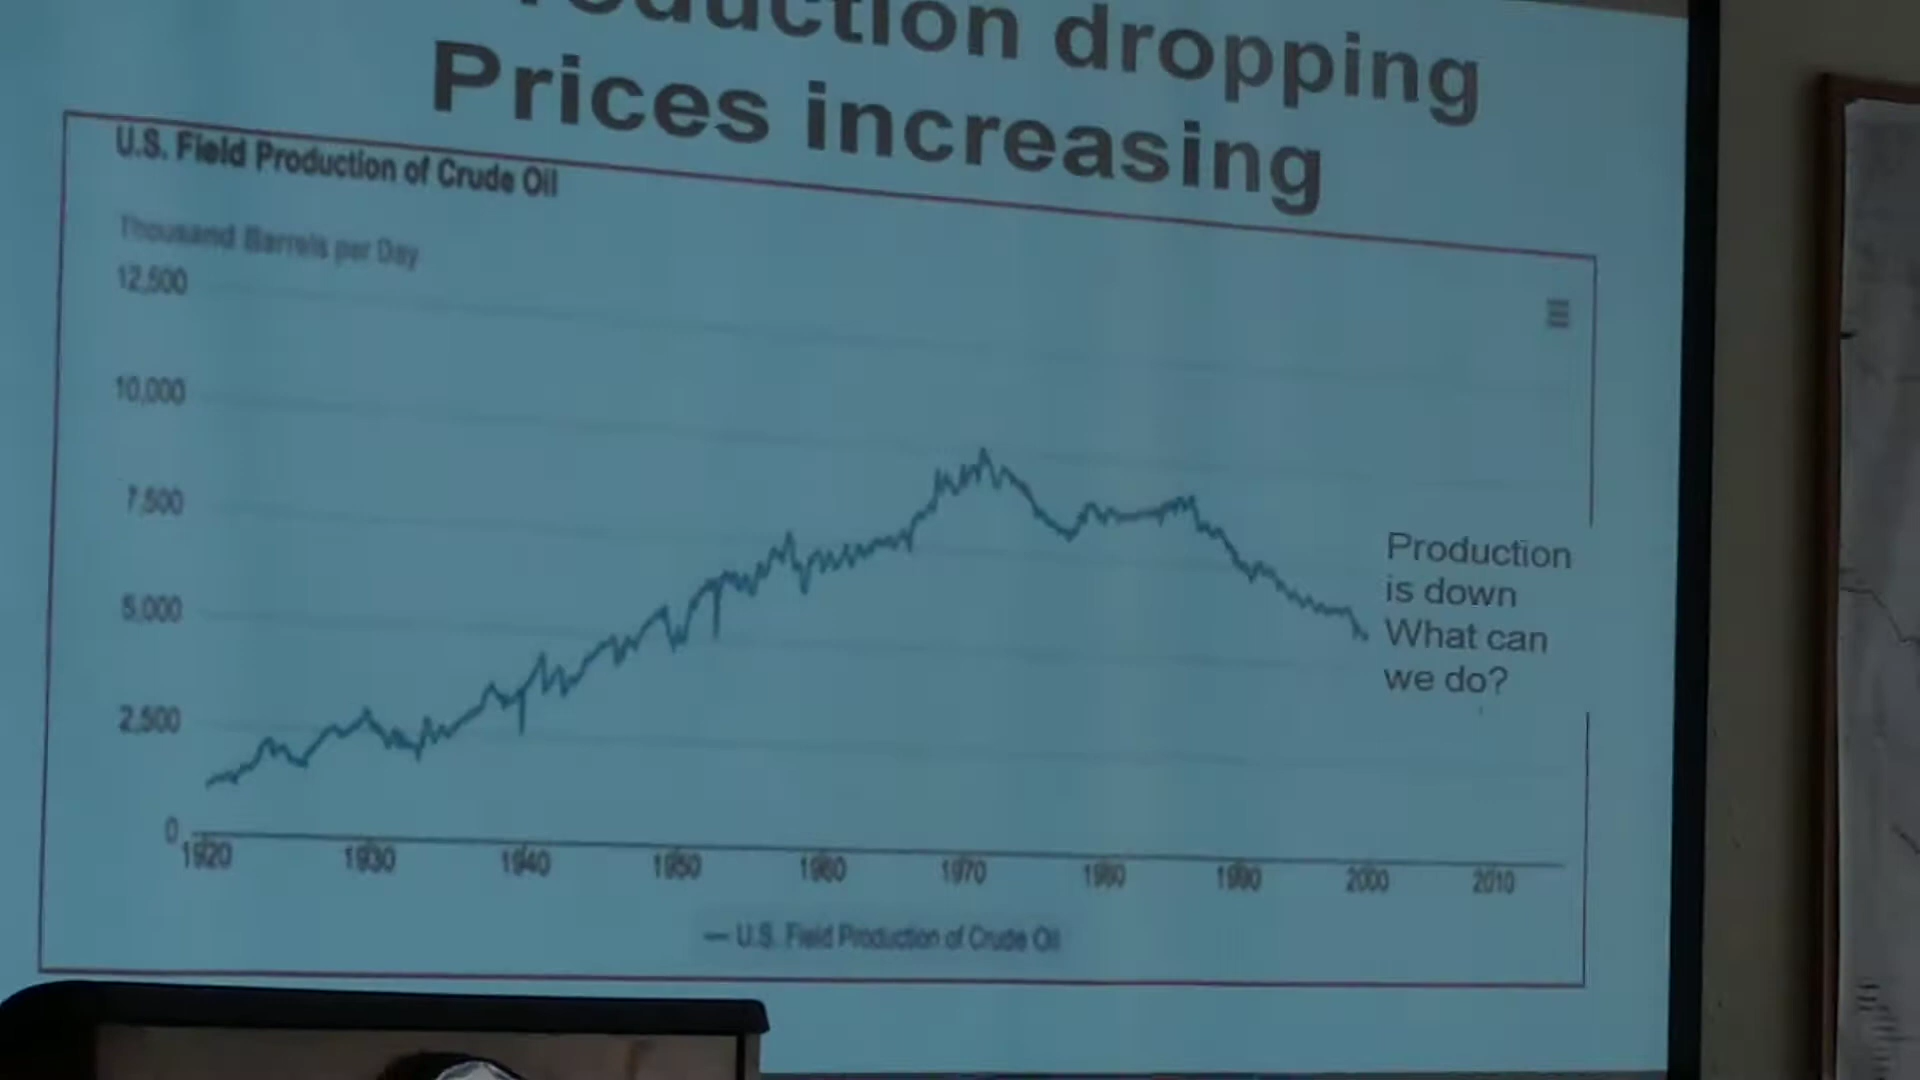 roduction dropping
Prices increasing
U.S. Field Production of Crude Oil
Thousand Barrels per Day
12,500
10,000
7,500
5,000
2,500
0
1920 1930 1940 1950 1960 1970 1980 1990 2000 2010
Production
is down
What can
we do?
U.S. Field Production of Crude Oil